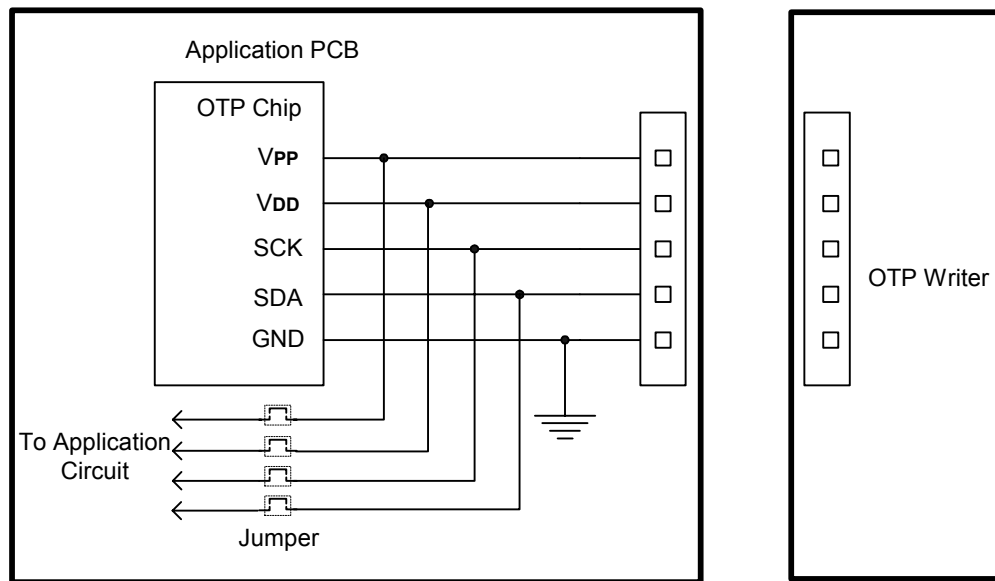 Application PCB
OTP Chip
VPP
VDD
SCK
SDA
GND
OTP Writer
To Application
Circuit
Jumper